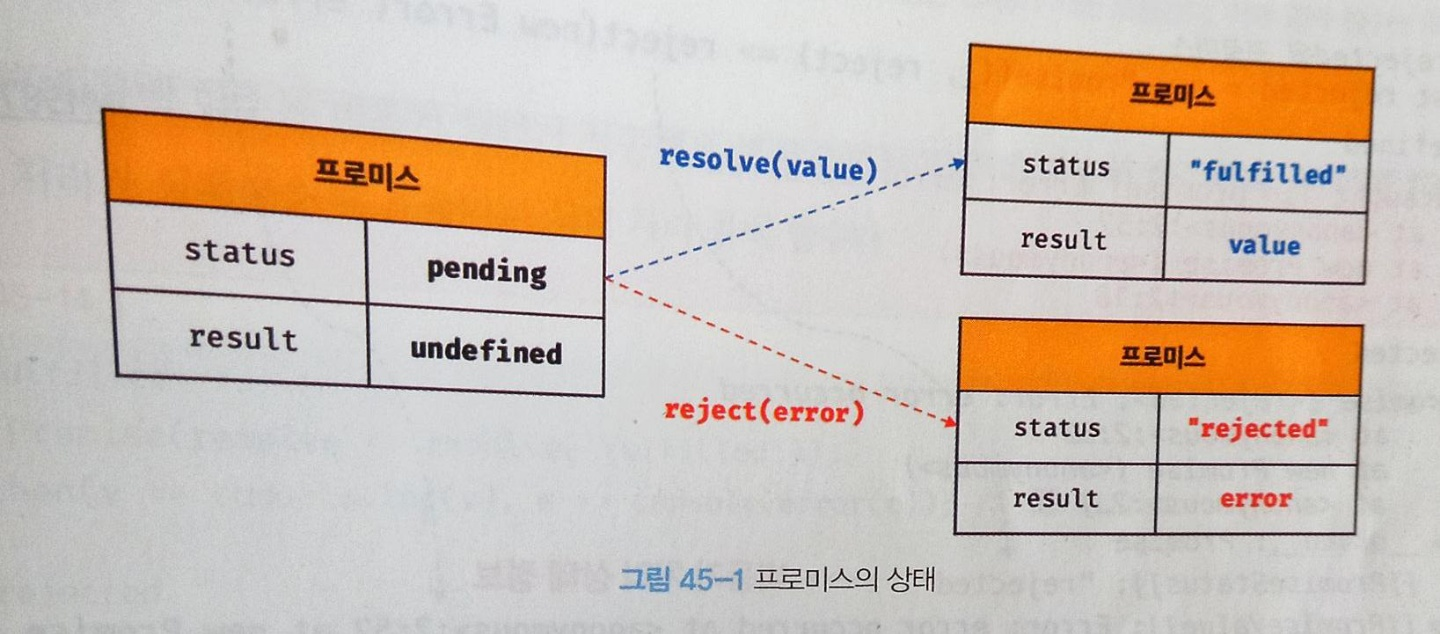 프로미스
status pending
result undefined
resolve(value)
reject(error)
프로미스
status "fulfilled"
result value
프로미스
status "rejected"
result error
그림 45-1 프로미스의 상태